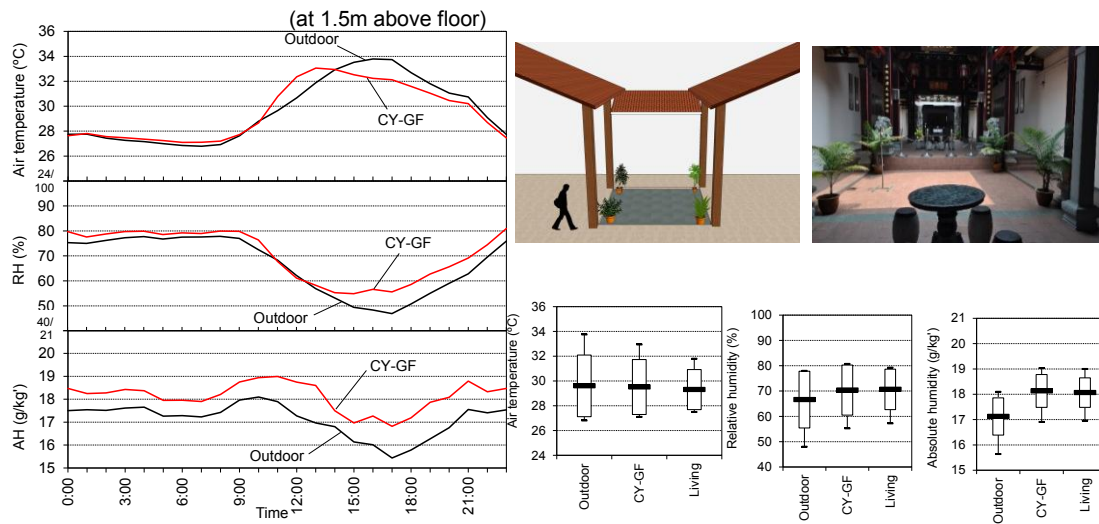 (at 1.5m above floor)
Air temperature (ºC)
36
34
32
30
28
26
24/
Outdoor
CY-GF
RH (%)
100
90
80
70
60
50
40/
CY-GF
Outdoor
AH (g/kg')
21
20
19
18
17
16
15
CY-GF
Outdoor
0:00
3:00
6:00
9:00
12:00
15:00
18:00
21:00
Time
Air temperature (ºC)
36
34
32
30
28
26
24
Outdoor
CY-GF
Living
Relative humidity (%)
100
90
80
70
60
50
40
Outdoor
CY-GF
Living
Absolute humidity (g/kg')
21
20
19
18
17
16
15
Outdoor
CY-GF
Living